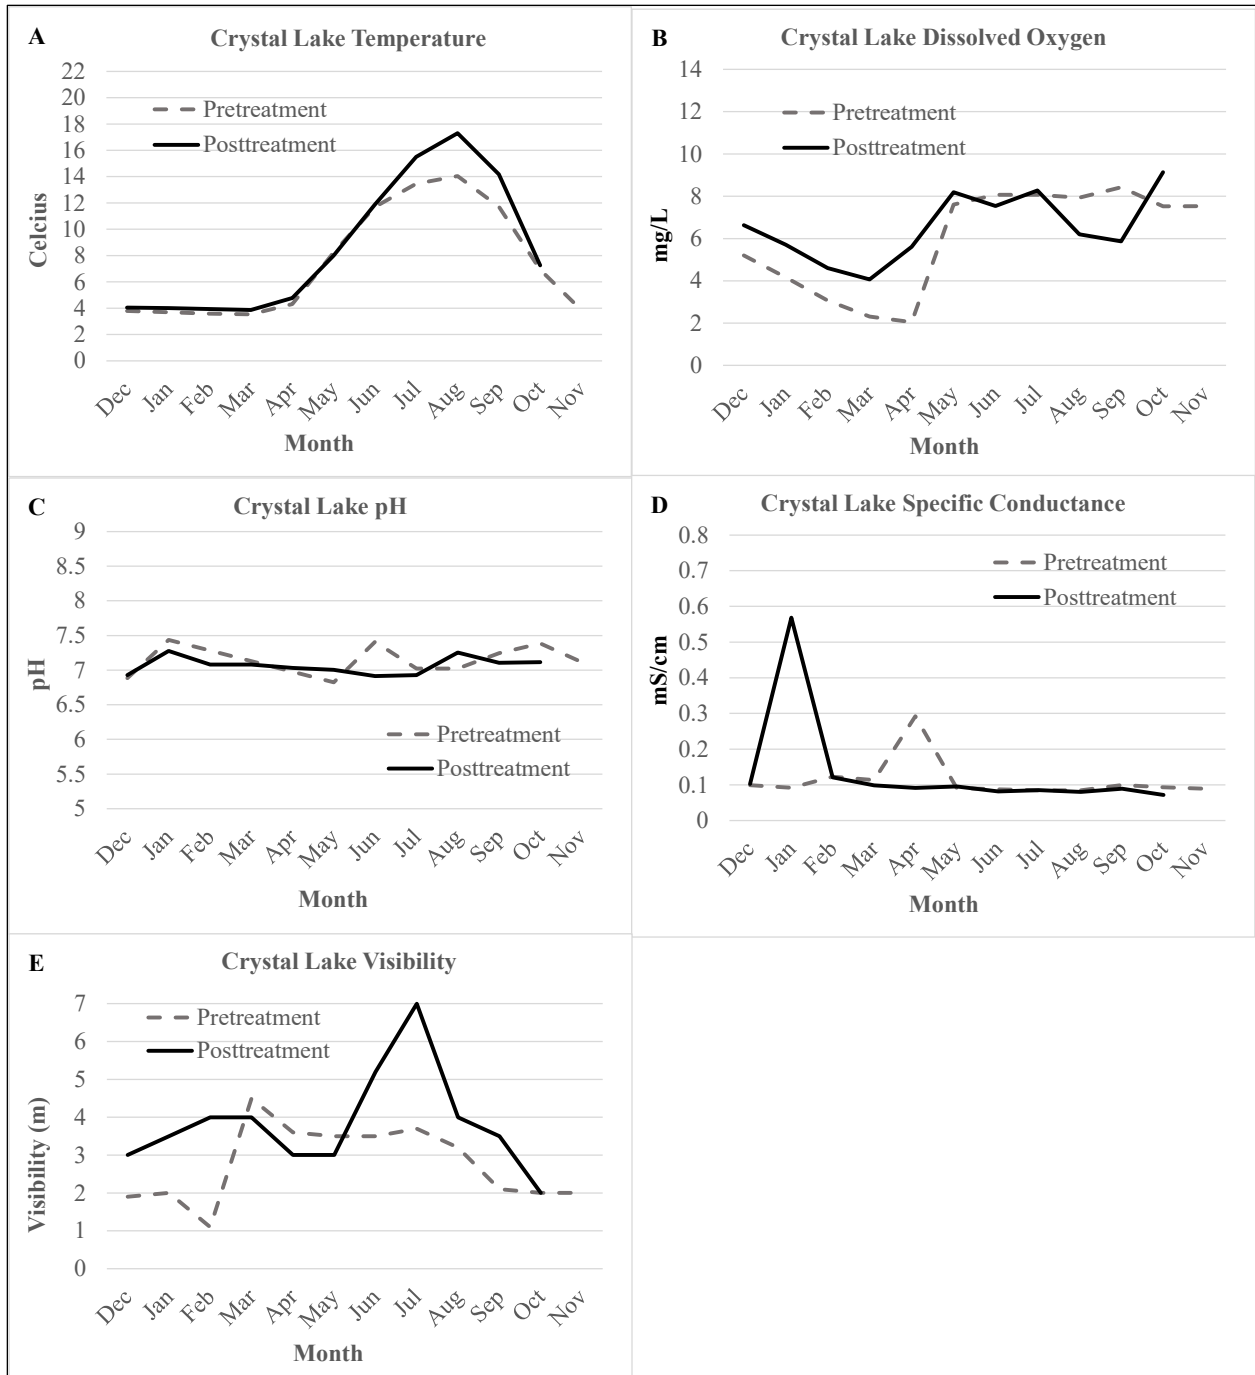 A
Crystal Lake Temperature
22
20
18
16
14
12
10
8
6
4
2
0
Pretreatment
Posttreatment
Celcius
Dec Jan Feb Mar Apr May Jun Jul Aug Sep Oct Nov
Month
B
Crystal Lake Dissolved Oxygen
14
12
10
8
6
4
2
0
Pretreatment
Posttreatment
mg/L
Dec Jan Feb Mar Apr May Jun Jul Aug Sep Oct Nov
Month
C
Crystal Lake pH
9
8.5
8
7.5
7
6.5
6
5.5
5
pH
Pretreatment
Posttreatment
Dec Jan Feb Mar Apr May Jun Jul Aug Sep Oct Nov
Month
D
Crystal Lake Specific Conductance
0.8
0.7
0.6
0.5
0.4
0.3
0.2
0.1
0
Pretreatment
Posttreatment
mS/cm
Dec Jan Feb Mar Apr May Jun Jul Aug Sep Oct Nov
Month
E
Crystal Lake Visibility
7
6
5
4
3
2
1
0
Pretreatment
Posttreatment
Visibility (m)
Dec Jan Feb Mar Apr May Jun Jul Aug Sep Oct Nov
Month